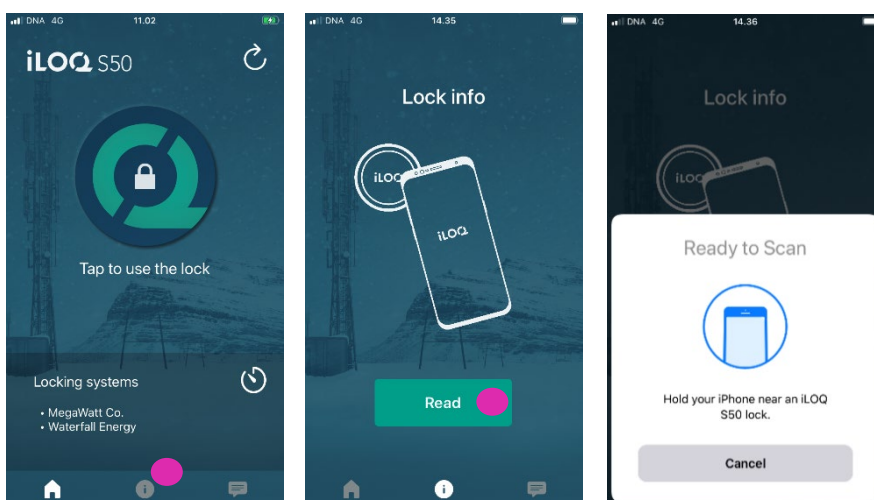 DNA 4G 11.02
iLOQ S50
Tap to use the lock
Locking systems
• MegaWatt Co.
• Waterfall Energy
DNA 4G 14.35
Lock info
iLOQ
iLOQ
Read
DNA 4G 14.36
Lock info
iLOQ
Ready to Scan
Hold your iPhone near an iLOQ
S50 lock.
Cancel